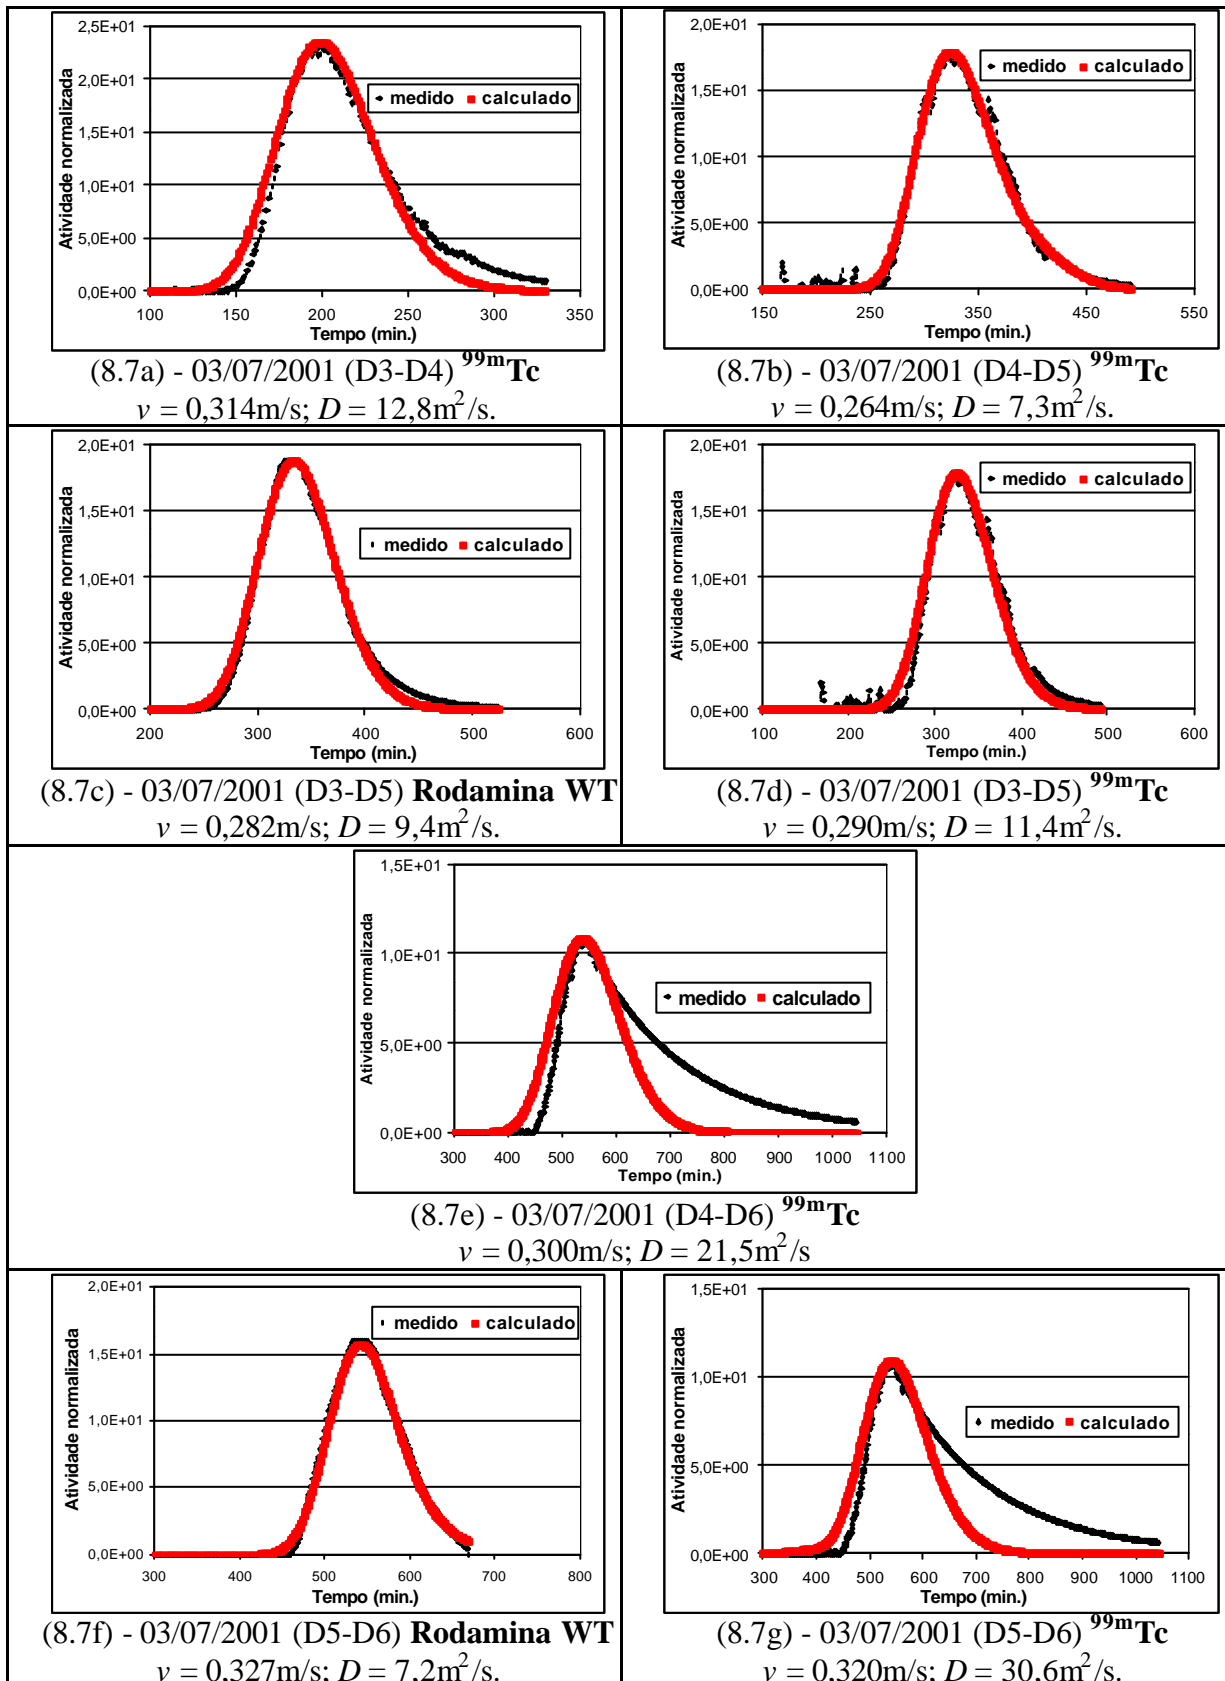 2,5E+01
2,0E+01
1,5E+01
1,0E+01
5,0E+00
0,0E+00
Atividade normalizada
medido calculado
100 150 200 250 300 350
Tempo (min.)
(8.7a) - 03/07/2001 (D3-D4) 99mTc
v = 0,314m/s; D = 12,8m²/s.
2,0E+01
1,5E+01
1,0E+01
5,0E+00
0,0E+00
Atividade normalizada
medido calculado
150 250 350 450 550
Tempo (min.)
(8.7b) - 03/07/2001 (D4-D5) 99mTc
v = 0,264m/s; D = 7,3m²/s.
2,0E+01
1,5E+01
1,0E+01
5,0E+00
0,0E+00
Atividade normalizada
medido calculado
200 300 400 500 600
Tempo (min.)
(8.7c) - 03/07/2001 (D3-D5) Rodamina WT
v = 0,282m/s; D = 9,4m²/s.
2,0E+01
1,5E+01
1,0E+01
5,0E+00
0,0E+00
Atividade normalizada
medido calculado
100 200 300 400 500 600
Tempo (min.)
(8.7d) - 03/07/2001 (D3-D5) 99mTc
v = 0,290m/s; D = 11,4m²/s.
1,5E+01
1,0E+01
5,0E+00
0,0E+00
Atividade normalizada
medido calculado
300 400 500 600 700 800 900 1000 1100
Tempo (min.)
(8.7e) - 03/07/2001 (D4-D6) 99mTc
v = 0,300m/s; D = 21,5m²/s
2,0E+01
1,5E+01
1,0E+01
5,0E+00
0,0E+00
Atividade normalizada
medido calculado
300 400 500 600 700 800
Tempo (min.)
(8.7f) - 03/07/2001 (D5-D6) Rodamina WT
v = 0,327m/s; D = 7,2m²/s.
1,5E+01
1,0E+01
5,0E+00
0,0E+00
Atividade normalizada
medido calculado
300 400 500 600 700 800 900 1000 1100
Tempo (min.)
(8.7g) - 03/07/2001 (D5-D6) 99mTc
v = 0,320m/s; D = 30,6m²/s.